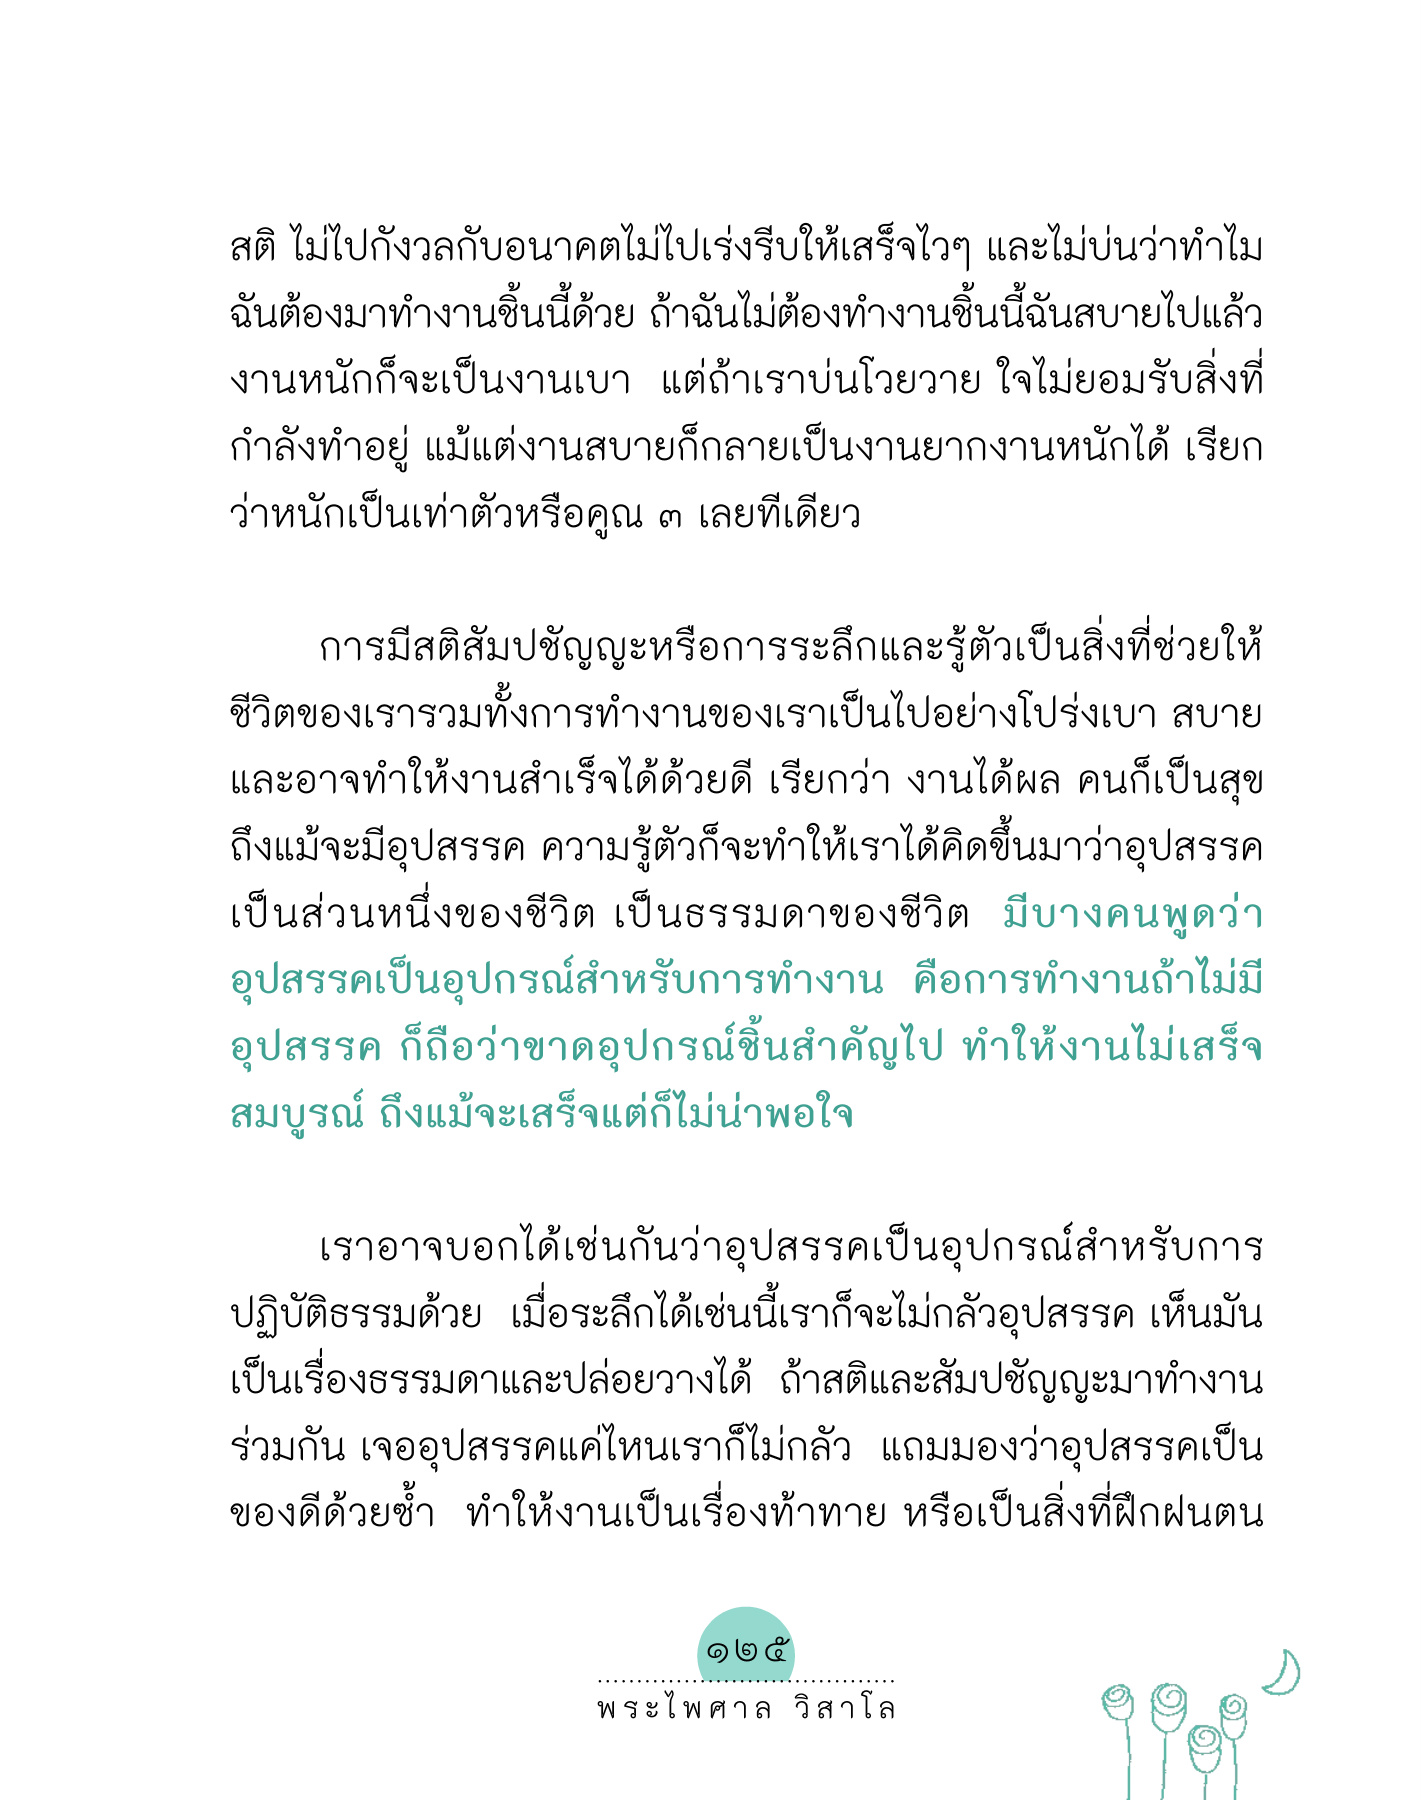 สติ ไม่ไปกังวลกับอนาคตไม่ไปเร่งรีบให้เสร็จไวๆ และไม่บ่นว่าทำไม
ฉันต้องมาทำงานชิ้นนี้ด้วย ถ้าฉันไม่ต้องทำงานชิ้นนี้ฉันสบายไปแล้ว
งานหนักก็จะเป็นงานเบา แต่ถ้าเราบ่นโวยวาย ใจไม่ยอมรับสิ่งที่
กำลังทำอยู่ แม้แต่งานสบายก็กลายเป็นงานยากงานหนักได้ เรียก
ว่าหนักเป็นเท่าตัวหรือคูณ ๓ เลยทีเดียว
การมีสติสัมปชัญญะหรือการระลึกและรู้ตัวเป็นสิ่งที่ช่วยให้
ชีวิตของเรารวมทั้งการทำงานของเราเป็นไปอย่างโปร่งเบา สบาย
และอาจทำให้งานสำเร็จได้ด้วยดี เรียกว่า งานได้ผล คนก็เป็นสุข
ถึงแม้จะมีอุปสรรค ความรู้ตัวก็จะทำให้เราได้คิดขึ้นมาว่าอุปสรรค
เป็นส่วนหนึ่งของชีวิต เป็นธรรมดาของชีวิต มีบางคนพูดว่า
อุปสรรคเป็นอุปกรณ์สำหรับการทำงาน คือการทำงานถ้าไม่มี
อุปสรรค ก็ถือว่าขาดอุปกรณ์ชิ้นสำคัญไป ทำให้งานไม่เสร็จ
สมบูรณ์ ถึงแม้จะเสร็จแต่ก็ไม่น่าพอใจ
เราอาจบอกได้เช่นกันว่าอุปสรรคเป็นอุปกรณ์สำหรับการ
ปฏิบัติธรรมด้วย เมื่อระลึกได้เช่นนี้เราก็จะไม่กลัวอุปสรรค เห็นมัน
เป็นเรื่องธรรมดาและปล่อยวางได้ ถ้าสติและสัมปชัญญะมาทำงาน
ร่วมกัน เจออุปสรรคแค่ไหนเราก็ไม่กลัว แถมมองว่าอุปสรรคเป็น
ของดีด้วยซ้ำ ทำให้งานเป็นเรื่องท้าทาย หรือเป็นสิ่งที่ฝึกฝนตน
๑๒๕
พระไพศาล วิสาโล